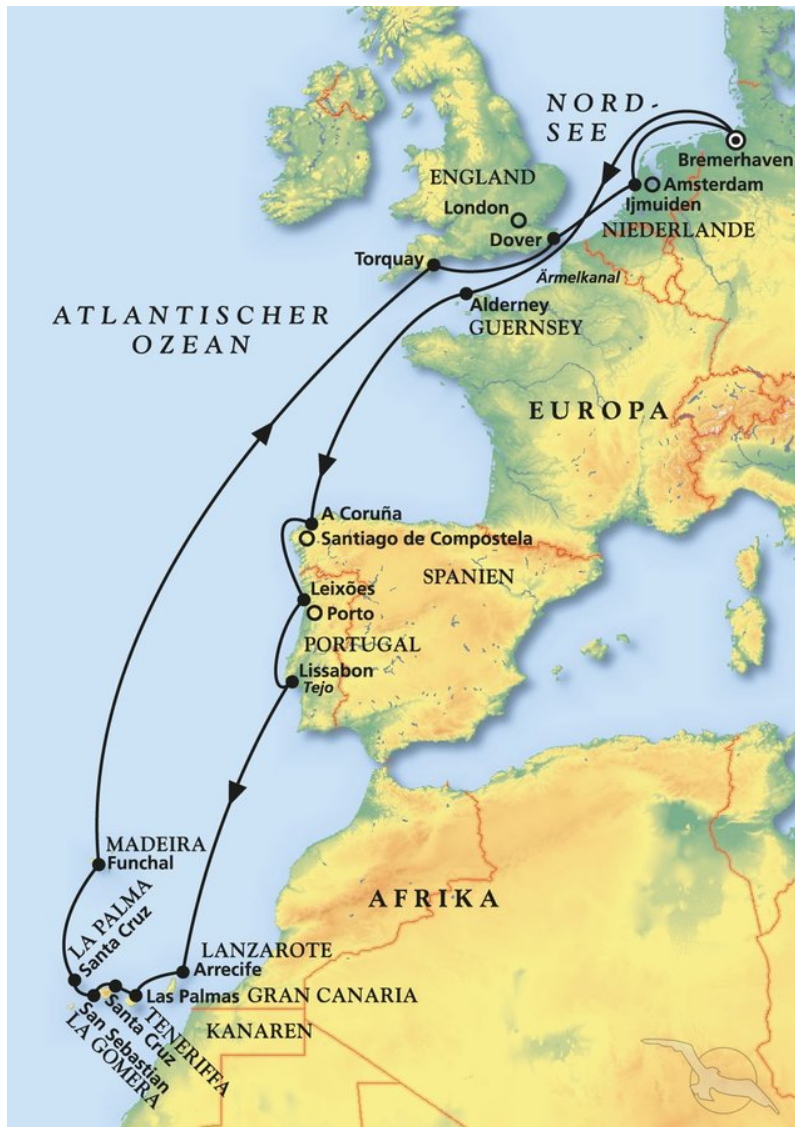 NORD-
SEE
Bremerhaven
ENGLAND
Amsterdam
London
Ijmuiden
NIEDERLANDE
Dover
Torquay
Ärmelkanal
Alderney
GUERNSEY
ATLANTISCHER
OZEAN
EUROPA
A Coruña
Santiago de Compostela
SPANIEN
Leixões
Porto
PORTUGAL
Lissabon
Tejo
MADEIRA
Funchal
AFRIKA
LA PALMA
Santa Cruz
LANZAROTE
Arrecife
Las Palmas
GRAN CANARIA
Santa Cruz
TENERIFFA
San Sebastian
LA GOMERA
KANAREN